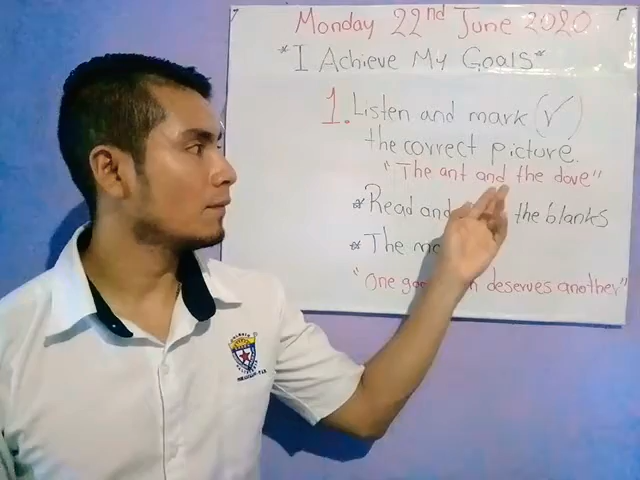 Monday 22nd June 2020
*I Achieve My Goals*
1. Listen and mark (✓)
the correct picture.
"The ant and the dove"
* Read and the blanks
* The
"One deserves another"